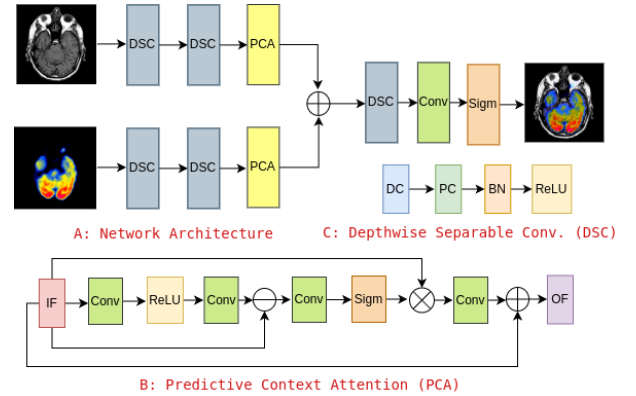 DSC
DSC
PCA
DSC
Conv
Sigm
DSC
DSC
PCA
DC
PC
BN
ReLU
A: Network Architecture
C: Depthwise Separable Conv. (DSC)
IF
Conv
ReLU
Conv
Conv
Sigm
Conv
OF
B: Predictive Context Attention (PCA)